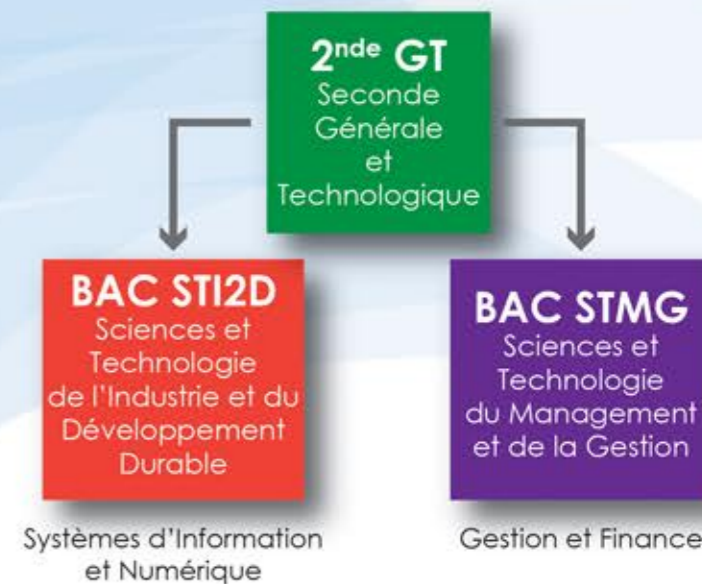 2nde GT
Seconde
Générale
et
Technologique
BAC STI2D
Sciences et
Technologie
de l'Industrie et du
Développement
Durable
Systèmes d'Information
et Numérique
BAC STMG
Sciences et
Technologie
du Management
et de la Gestion
Gestion et Finance